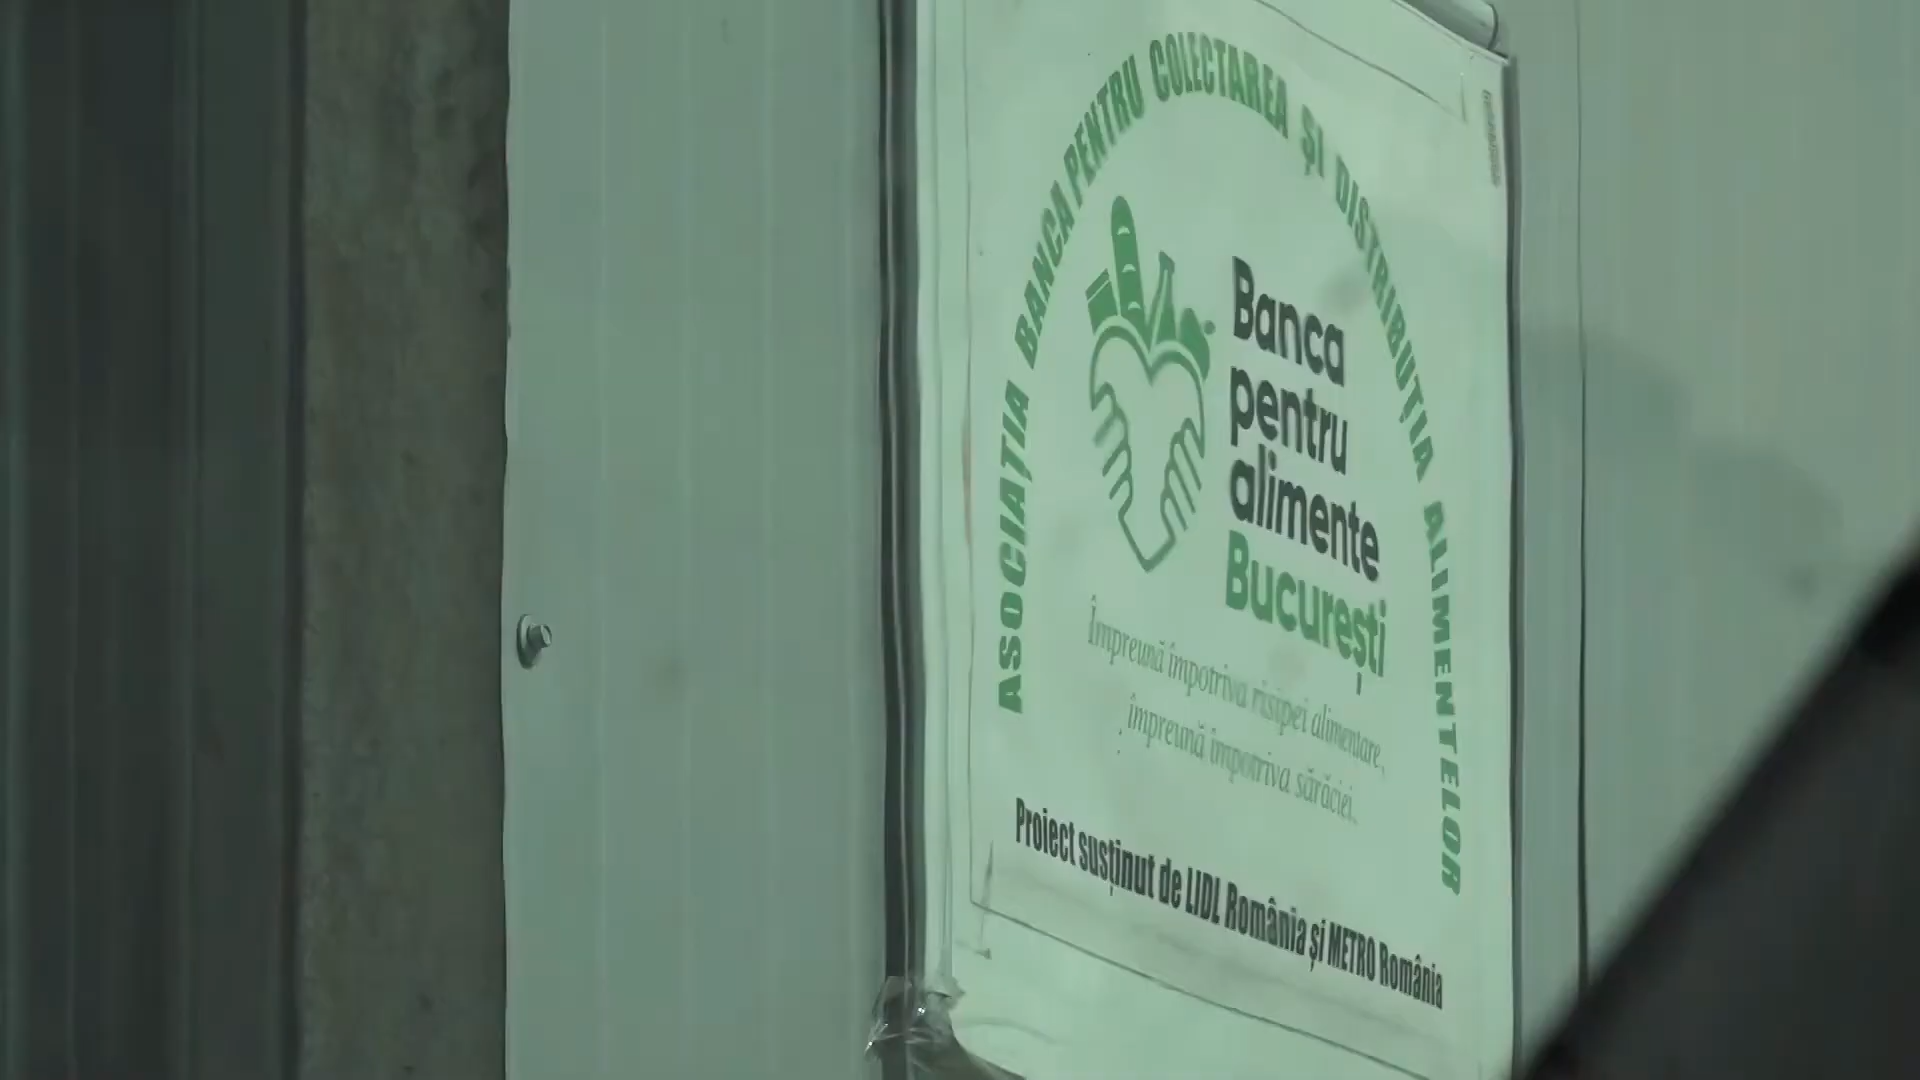 ASOCIAȚIA BANCA PENTRU COLECTAREA ȘI DISTRIBUȚIA ALIMENTELOR
Banca
pentru
alimente
București
Împreună împotriva risipei alimentare,
împreună împotriva sărăciei.
Proiect susținut de LIDL România și METRO România